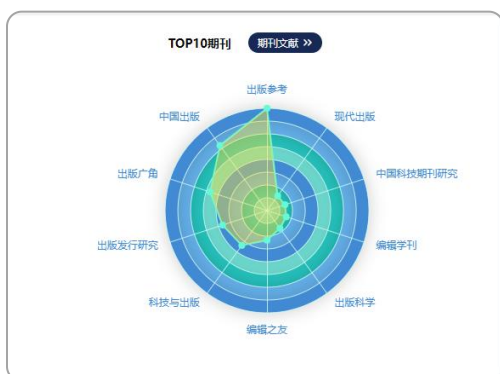 TOP10期刊 期刊文献 »
出版参考
中国出版 现代出版
出版广角 中国科技期刊研究
出版发行研究 编辑学刊
科技与出版 出版科学
编辑之友